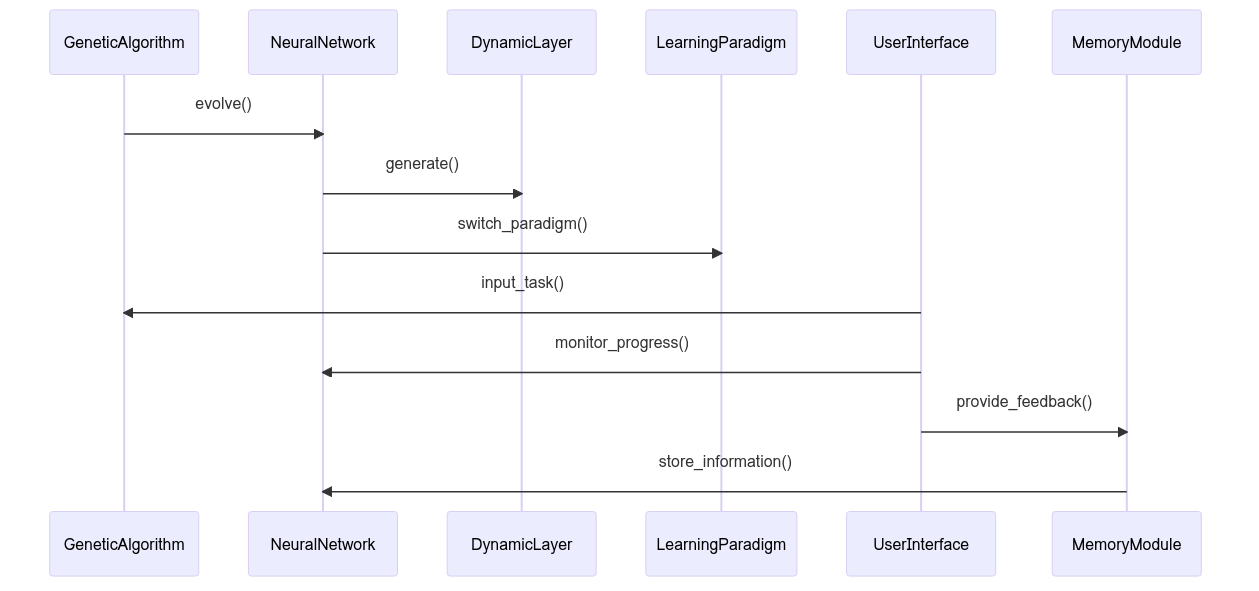 GeneticAlgorithm
NeuralNetwork
DynamicLayer
LearningParadigm
UserInterface
MemoryModule
evolve()
generate()
switch_paradigm()
input_task()
monitor_progress()
provide_feedback()
store_information()
GeneticAlgorithm
NeuralNetwork
DynamicLayer
LearningParadigm
UserInterface
MemoryModule